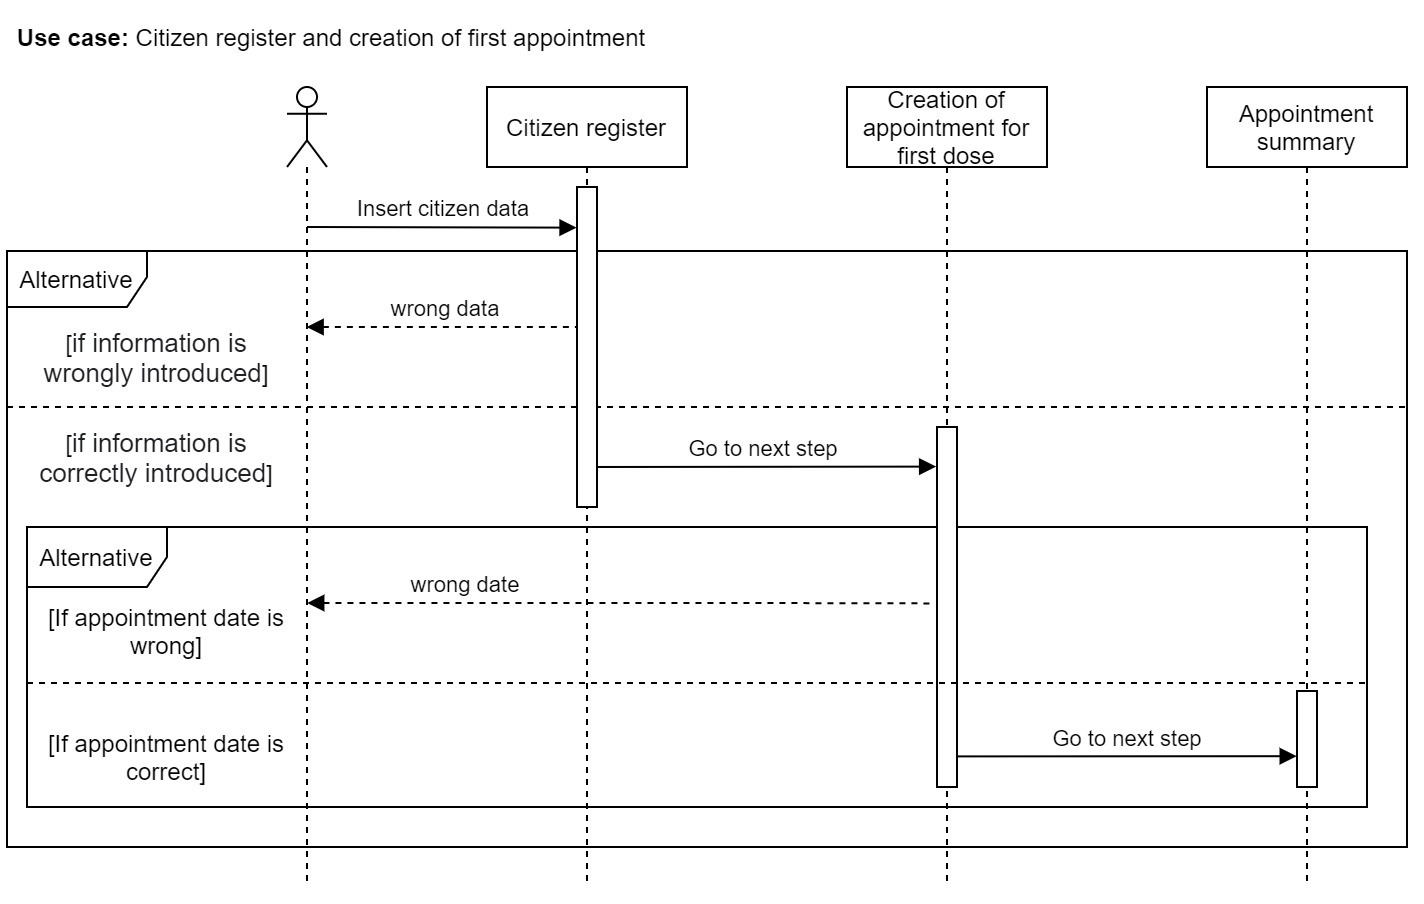 Use case: Citizen register and creation of first appointment
Citizen register
Creation of
appointment for
first dose
Appointment
summary
Insert citizen data
Alternative
wrong data
[if information is
wrongly introduced]
[if information is
correctly introduced]
Go to next step
Alternative
wrong date
[If appointment date is
wrong]
[If appointment date is
correct]
Go to next step